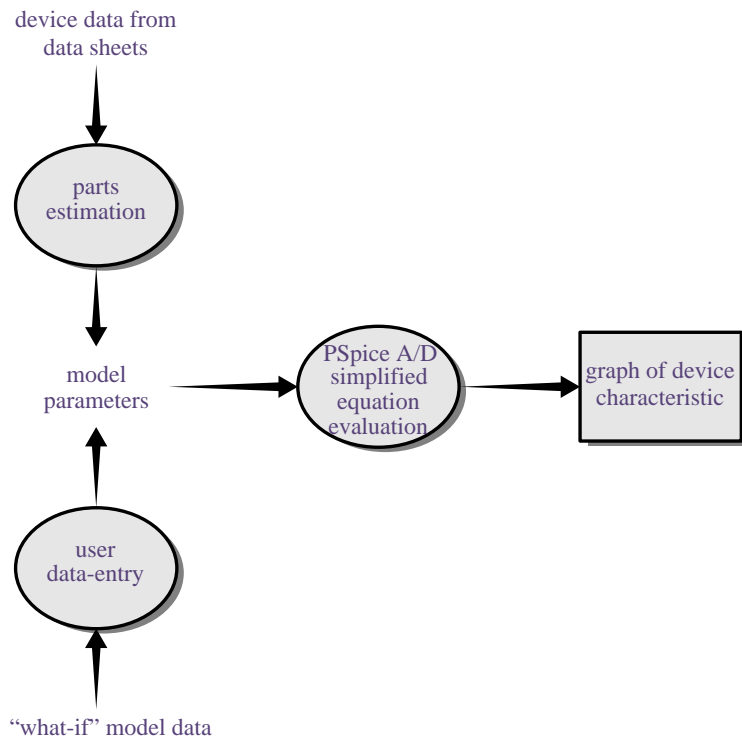 device data from
data sheets
parts
estimation
model
parameters
PSpice A/D
simplified
equation
evaluation
graph of device
characteristic
user
data-entry
“what-if” model data